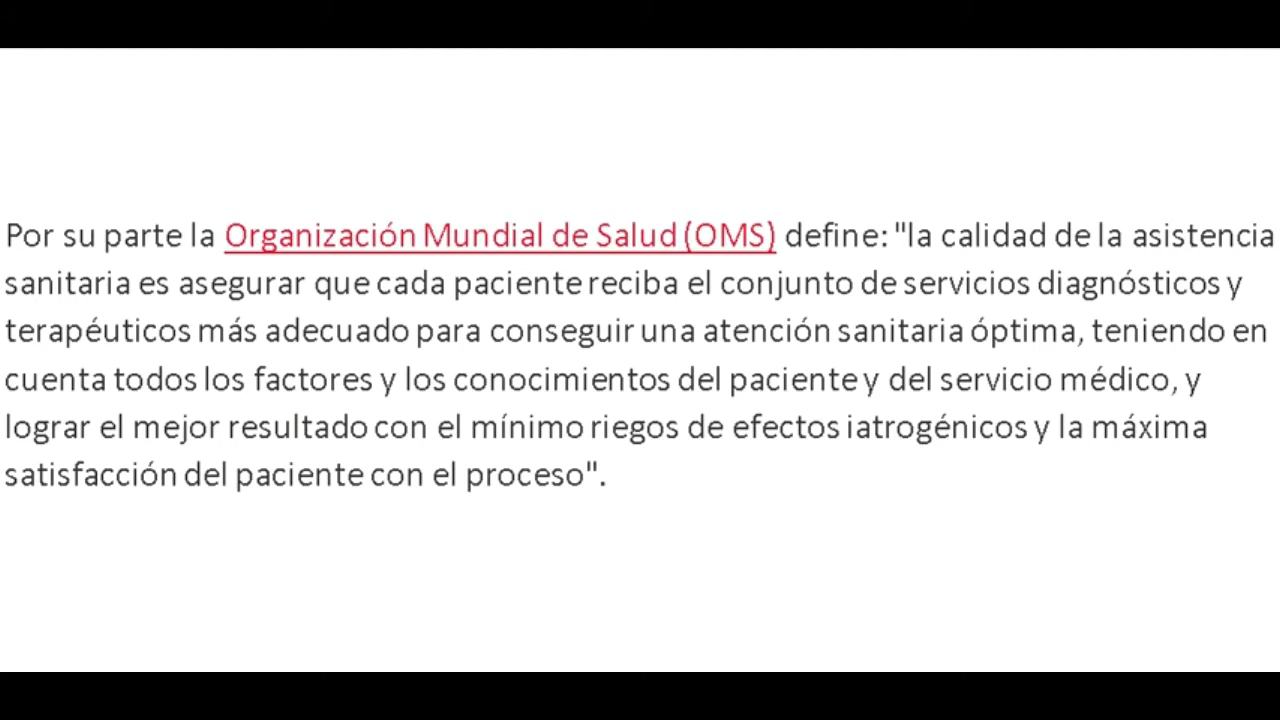 Por su parte la Organización Mundial de Salud (OMS) define: "la calidad de la asistencia
sanitaria es asegurar que cada paciente reciba el conjunto de servicios diagnósticos y
terapéuticos más adecuado para conseguir una atención sanitaria óptima, teniendo en
cuenta todos los factores y los conocimientos del paciente y del servicio médico, y
lograr el mejor resultado con el mínimo riegos de efectos iatrogénicos y la máxima
satisfacción del paciente con el proceso".